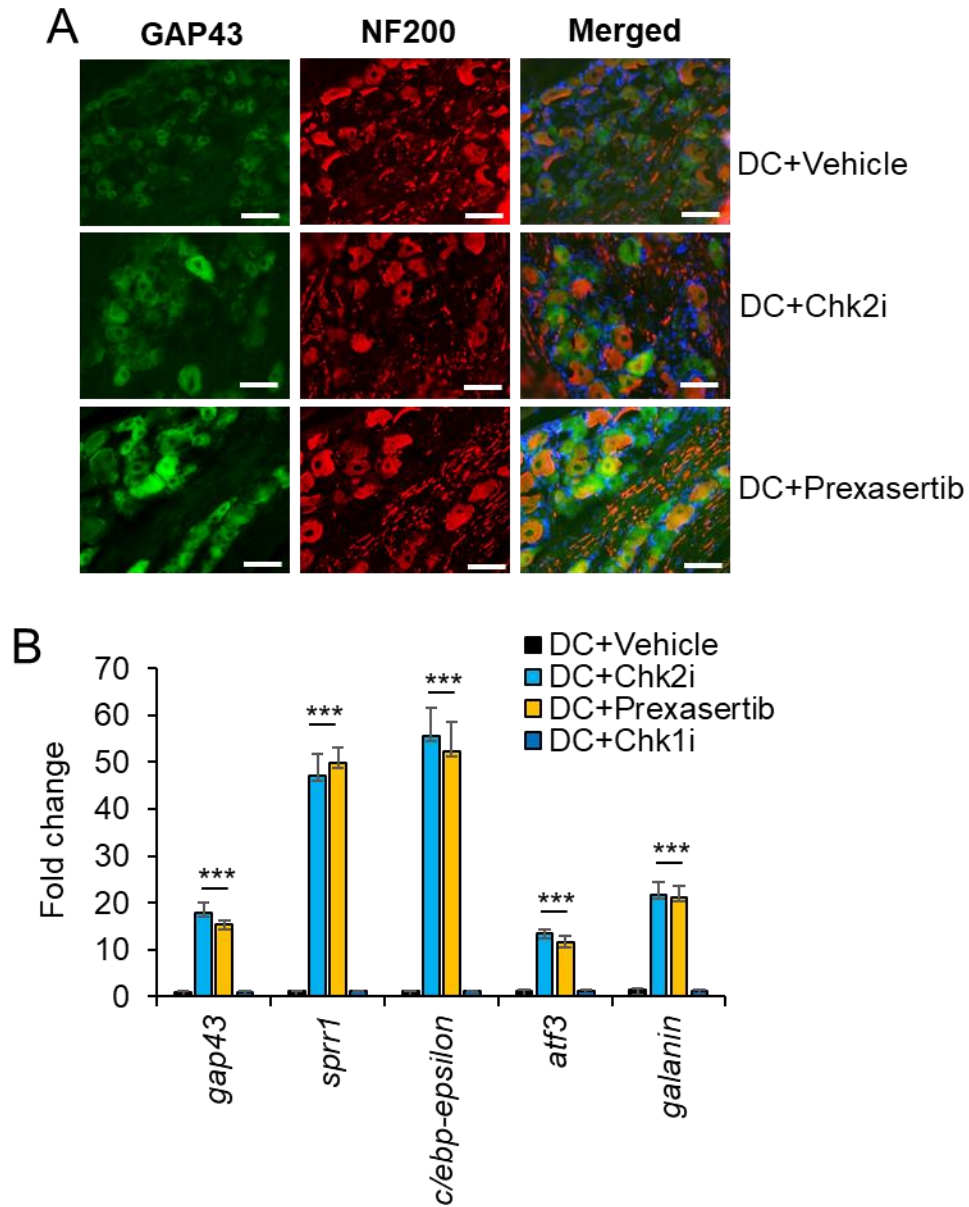 A
GAP43 NF200 Merged
DC+Vehicle
DC+Chk2i
DC+Prexasertib
B
DC+Vehicle
DC+Chk2i
DC+Prexasertib
DC+Chk1i
Fold change
70
60
50
40
30
20
10
0
***
***
***
***
***
gap43
sprr1
c/ebp-epsilon
atf3
galanin